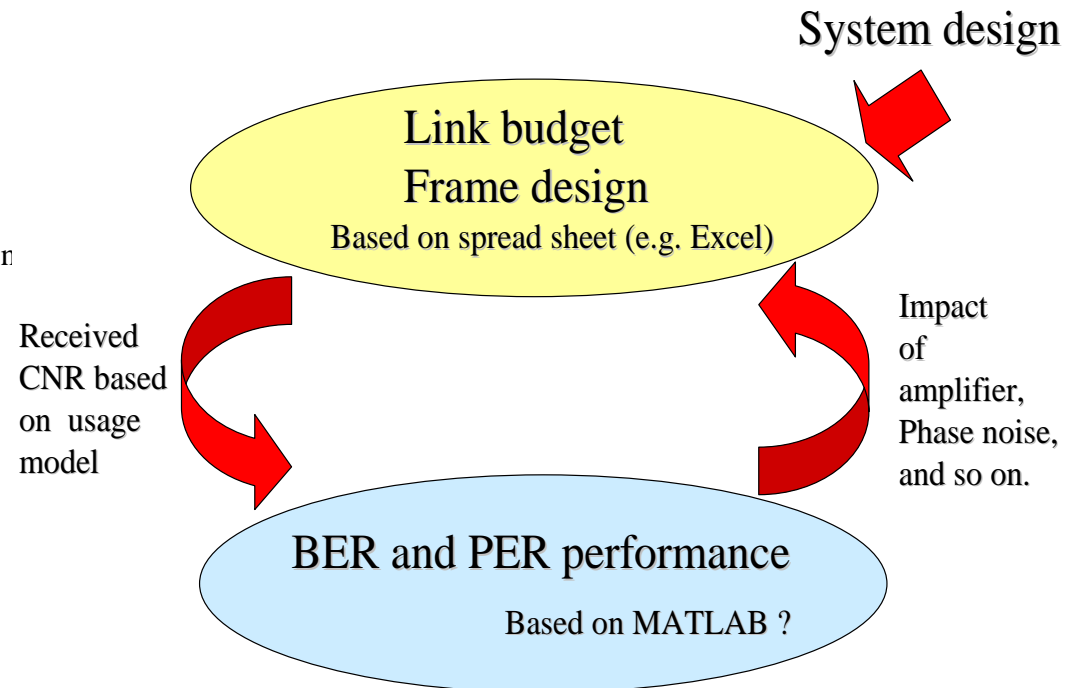 System design
Link budget
Frame design
Based on spread sheet (e.g. Excel)
n
Received
CNR based
on usage
model
Impact
of
amplifier,
Phase noise,
and so on.
BER and PER performance
Based on MATLAB ?